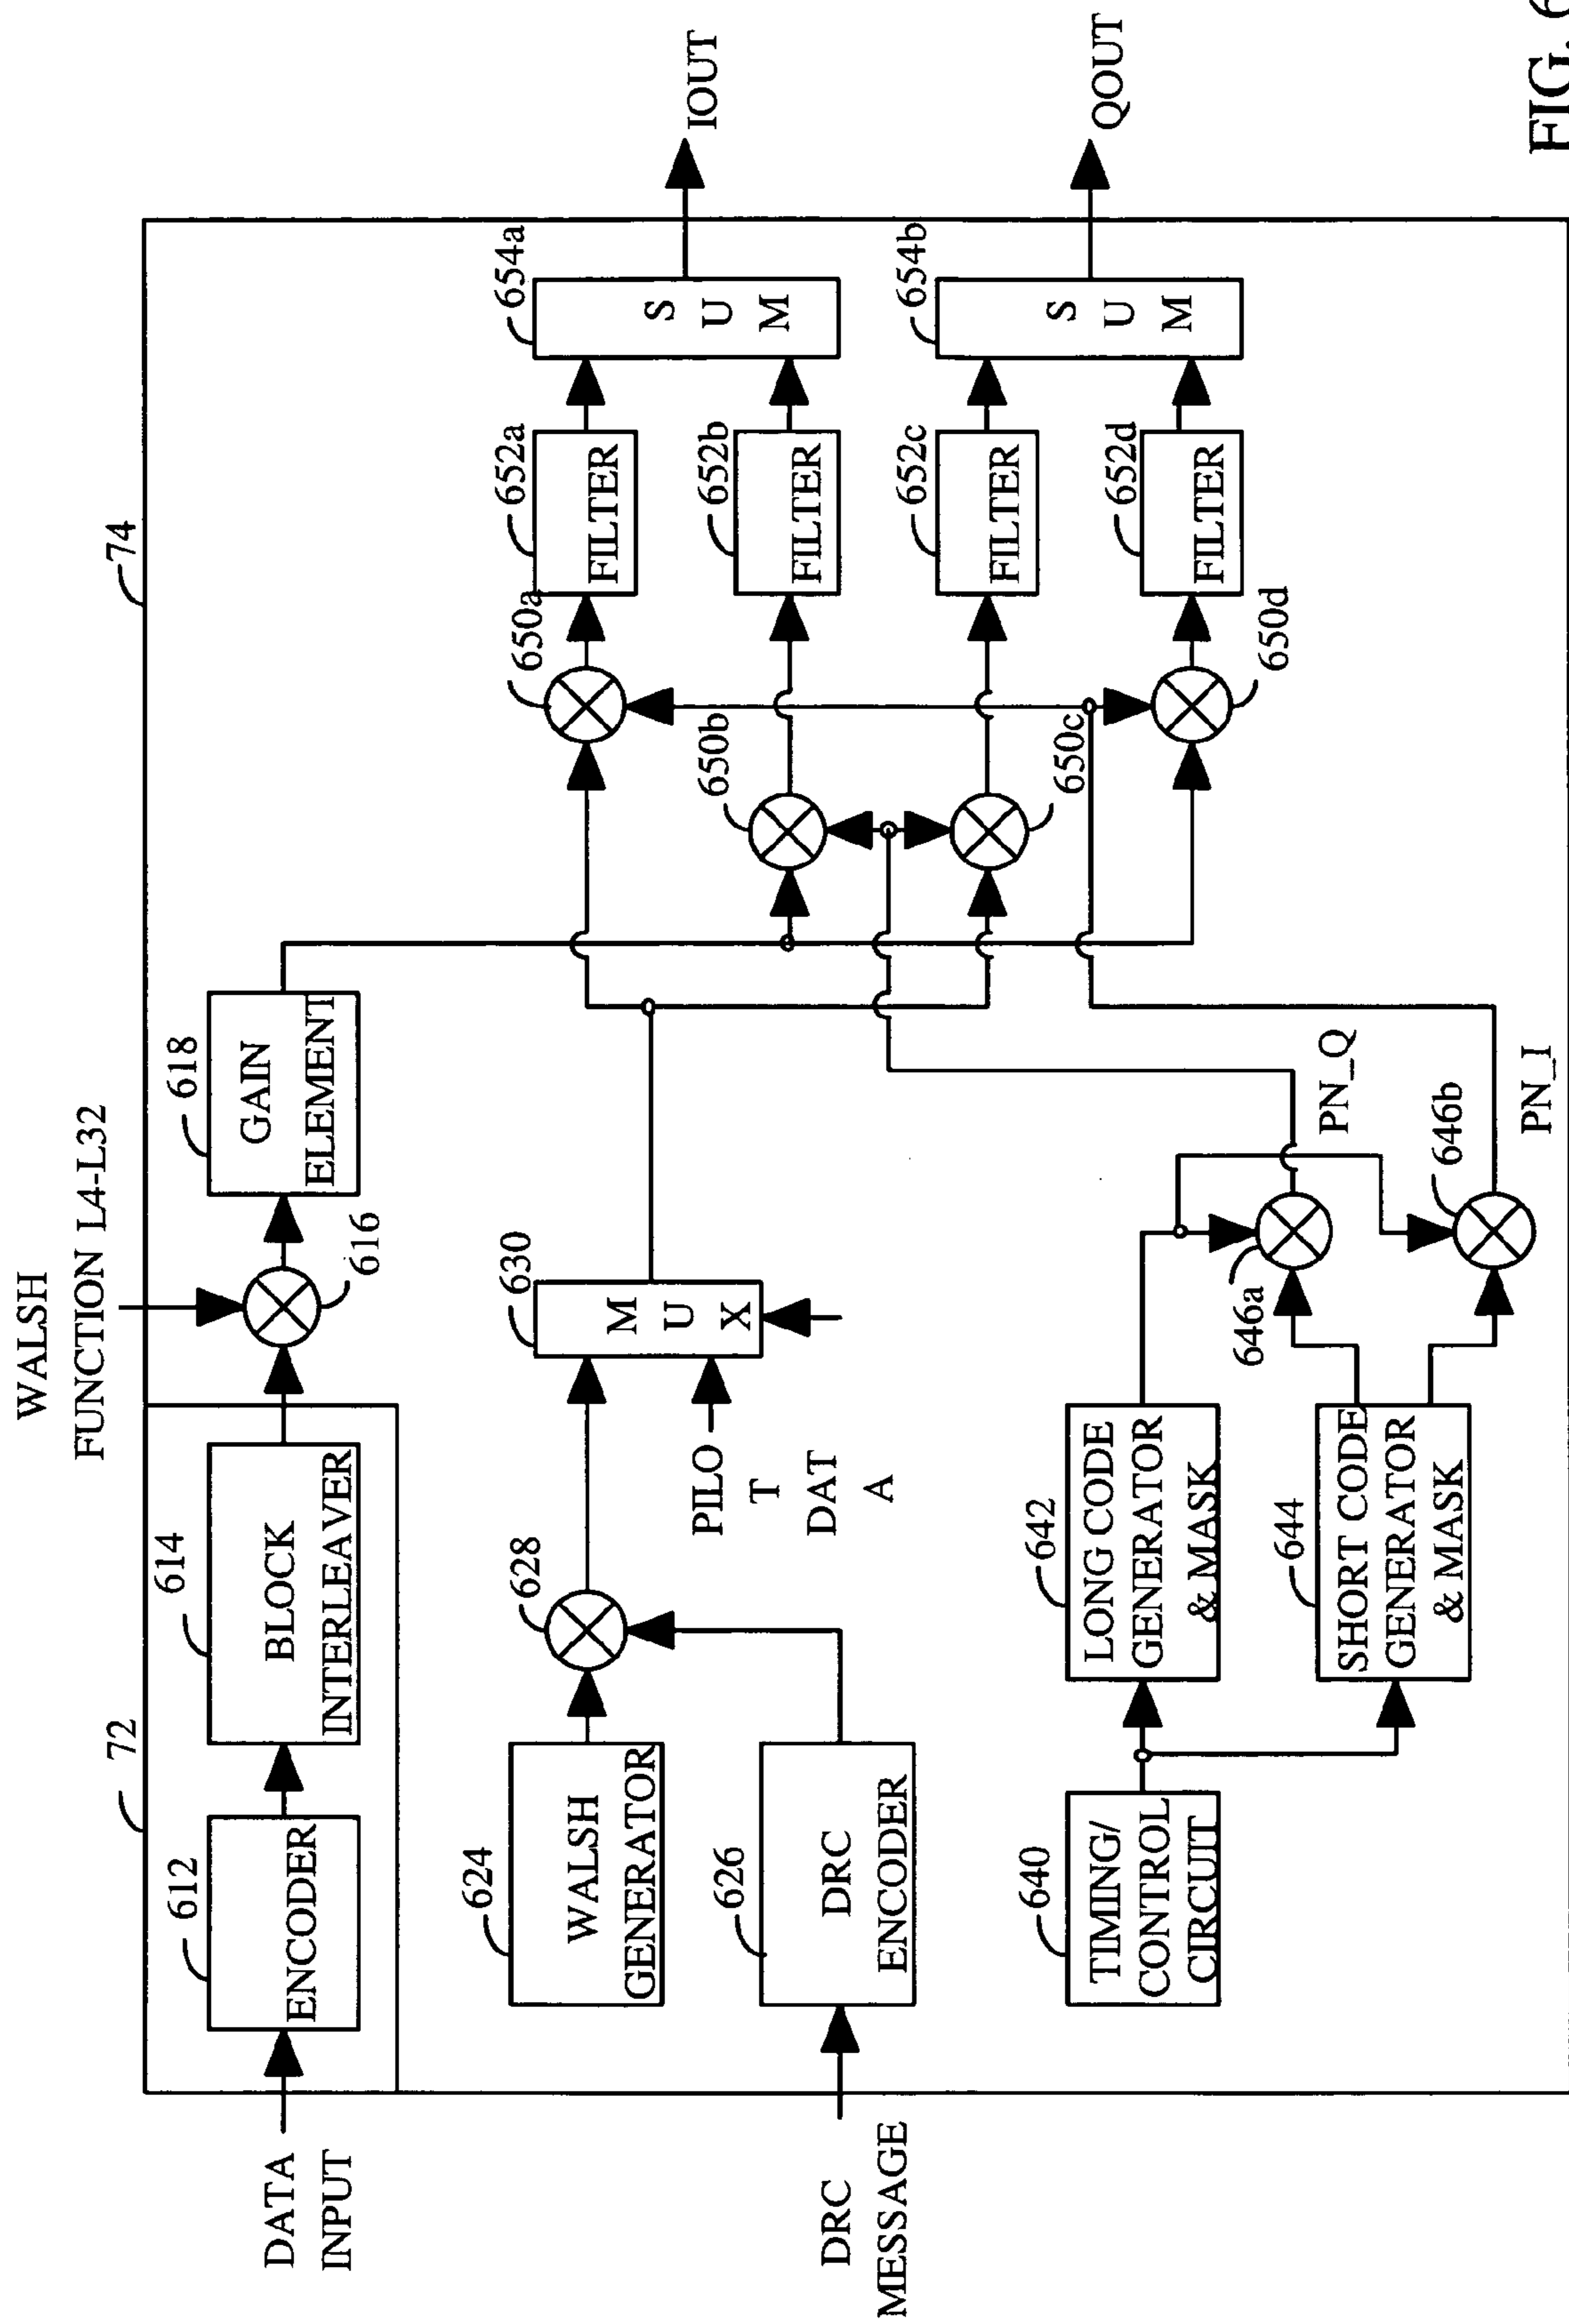 WALSH
FUNCTION L4-L32
72
74
612
614
616
618
DATA
INPUT
ENCODER
BLOCK
INTERLEAVER
GAIN
ELEMENT
624
628
630
650a
652a
654a
WALSH
GENERATOR
M
U
X
FILTER
S
U
M
IOUT
PILO
T
DAT
A
626
650b
652b
DRC
MESSAGE
DRC
ENCODER
FILTER
650c
652c
654b
FILTER
S
U
M
QOUT
640
642
646a
650d
652d
TIMING/
CONTROL
CIRCUIT
LONG CODE
GENERATOR
& MASK
FILTER
PN_Q
644
646b
SHORT CODE
GENERATOR
& MASK
PN_I